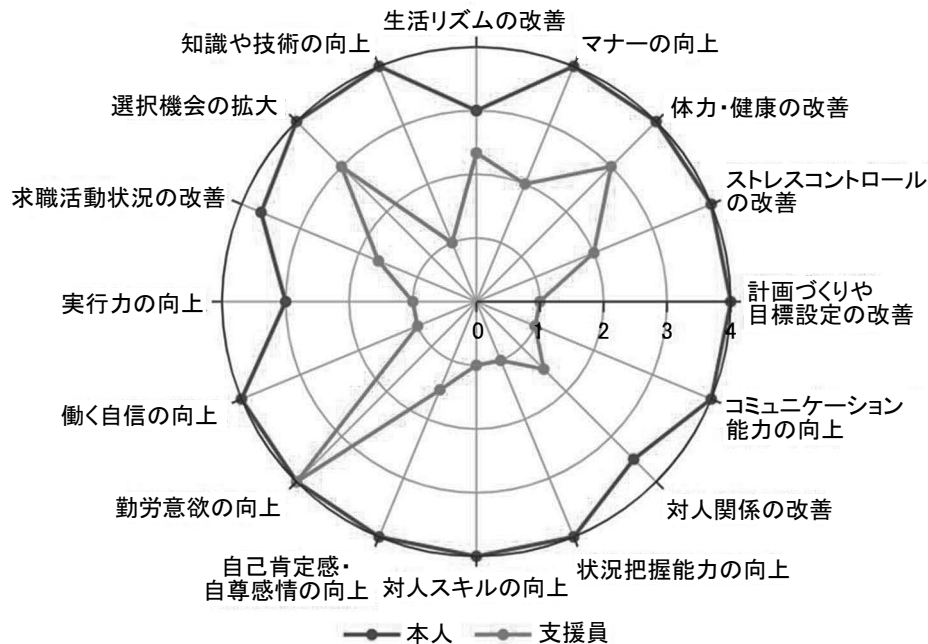 生活リズムの改善
マナーの向上
体力・健康の改善
ストレスコントロール
の改善
計画づくりや
目標設定の改善
コミュニケーション
能力の向上
対人関係の改善
状況把握能力の向上
対人スキルの向上
自己肯定感・
自尊感情の向上
勤労意欲の向上
働く自信の向上
実行力の向上
求職活動状況の改善
選択機会の拡大
知識や技術の向上
0 1 2 3 4
本人 支援員